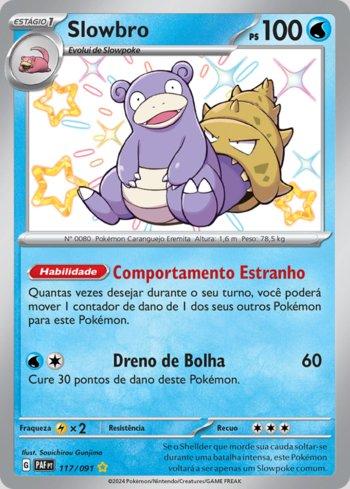 ESTÁGIO 1
Slowbro
PS 100
Evolui de Slowpoke
Nº 0080 Pokémon Caranguejo Eremita Altura: 1,6 m Peso: 78,5 kg
Habilidade Comportamento Estranho
Quantas vezes desejar durante o seu turno, você poderá
mover 1 contador de dano de 1 dos seus outros Pokémon
para este Pokémon.
Dreno de Bolha 60
Cure 30 pontos de dano deste Pokémon.
Fraqueza x2 Resistência Recuo
Ilust. Souichirou Gunjima
G PAF PT 117/091
Se o Shellder que morde sua cauda soltar-se
durante uma batalha intensa, este Pokémon
voltará a ser apenas um Slowpoke comum.
©2024 Pokémon/Nintendo/Creatures/GAME FREAK